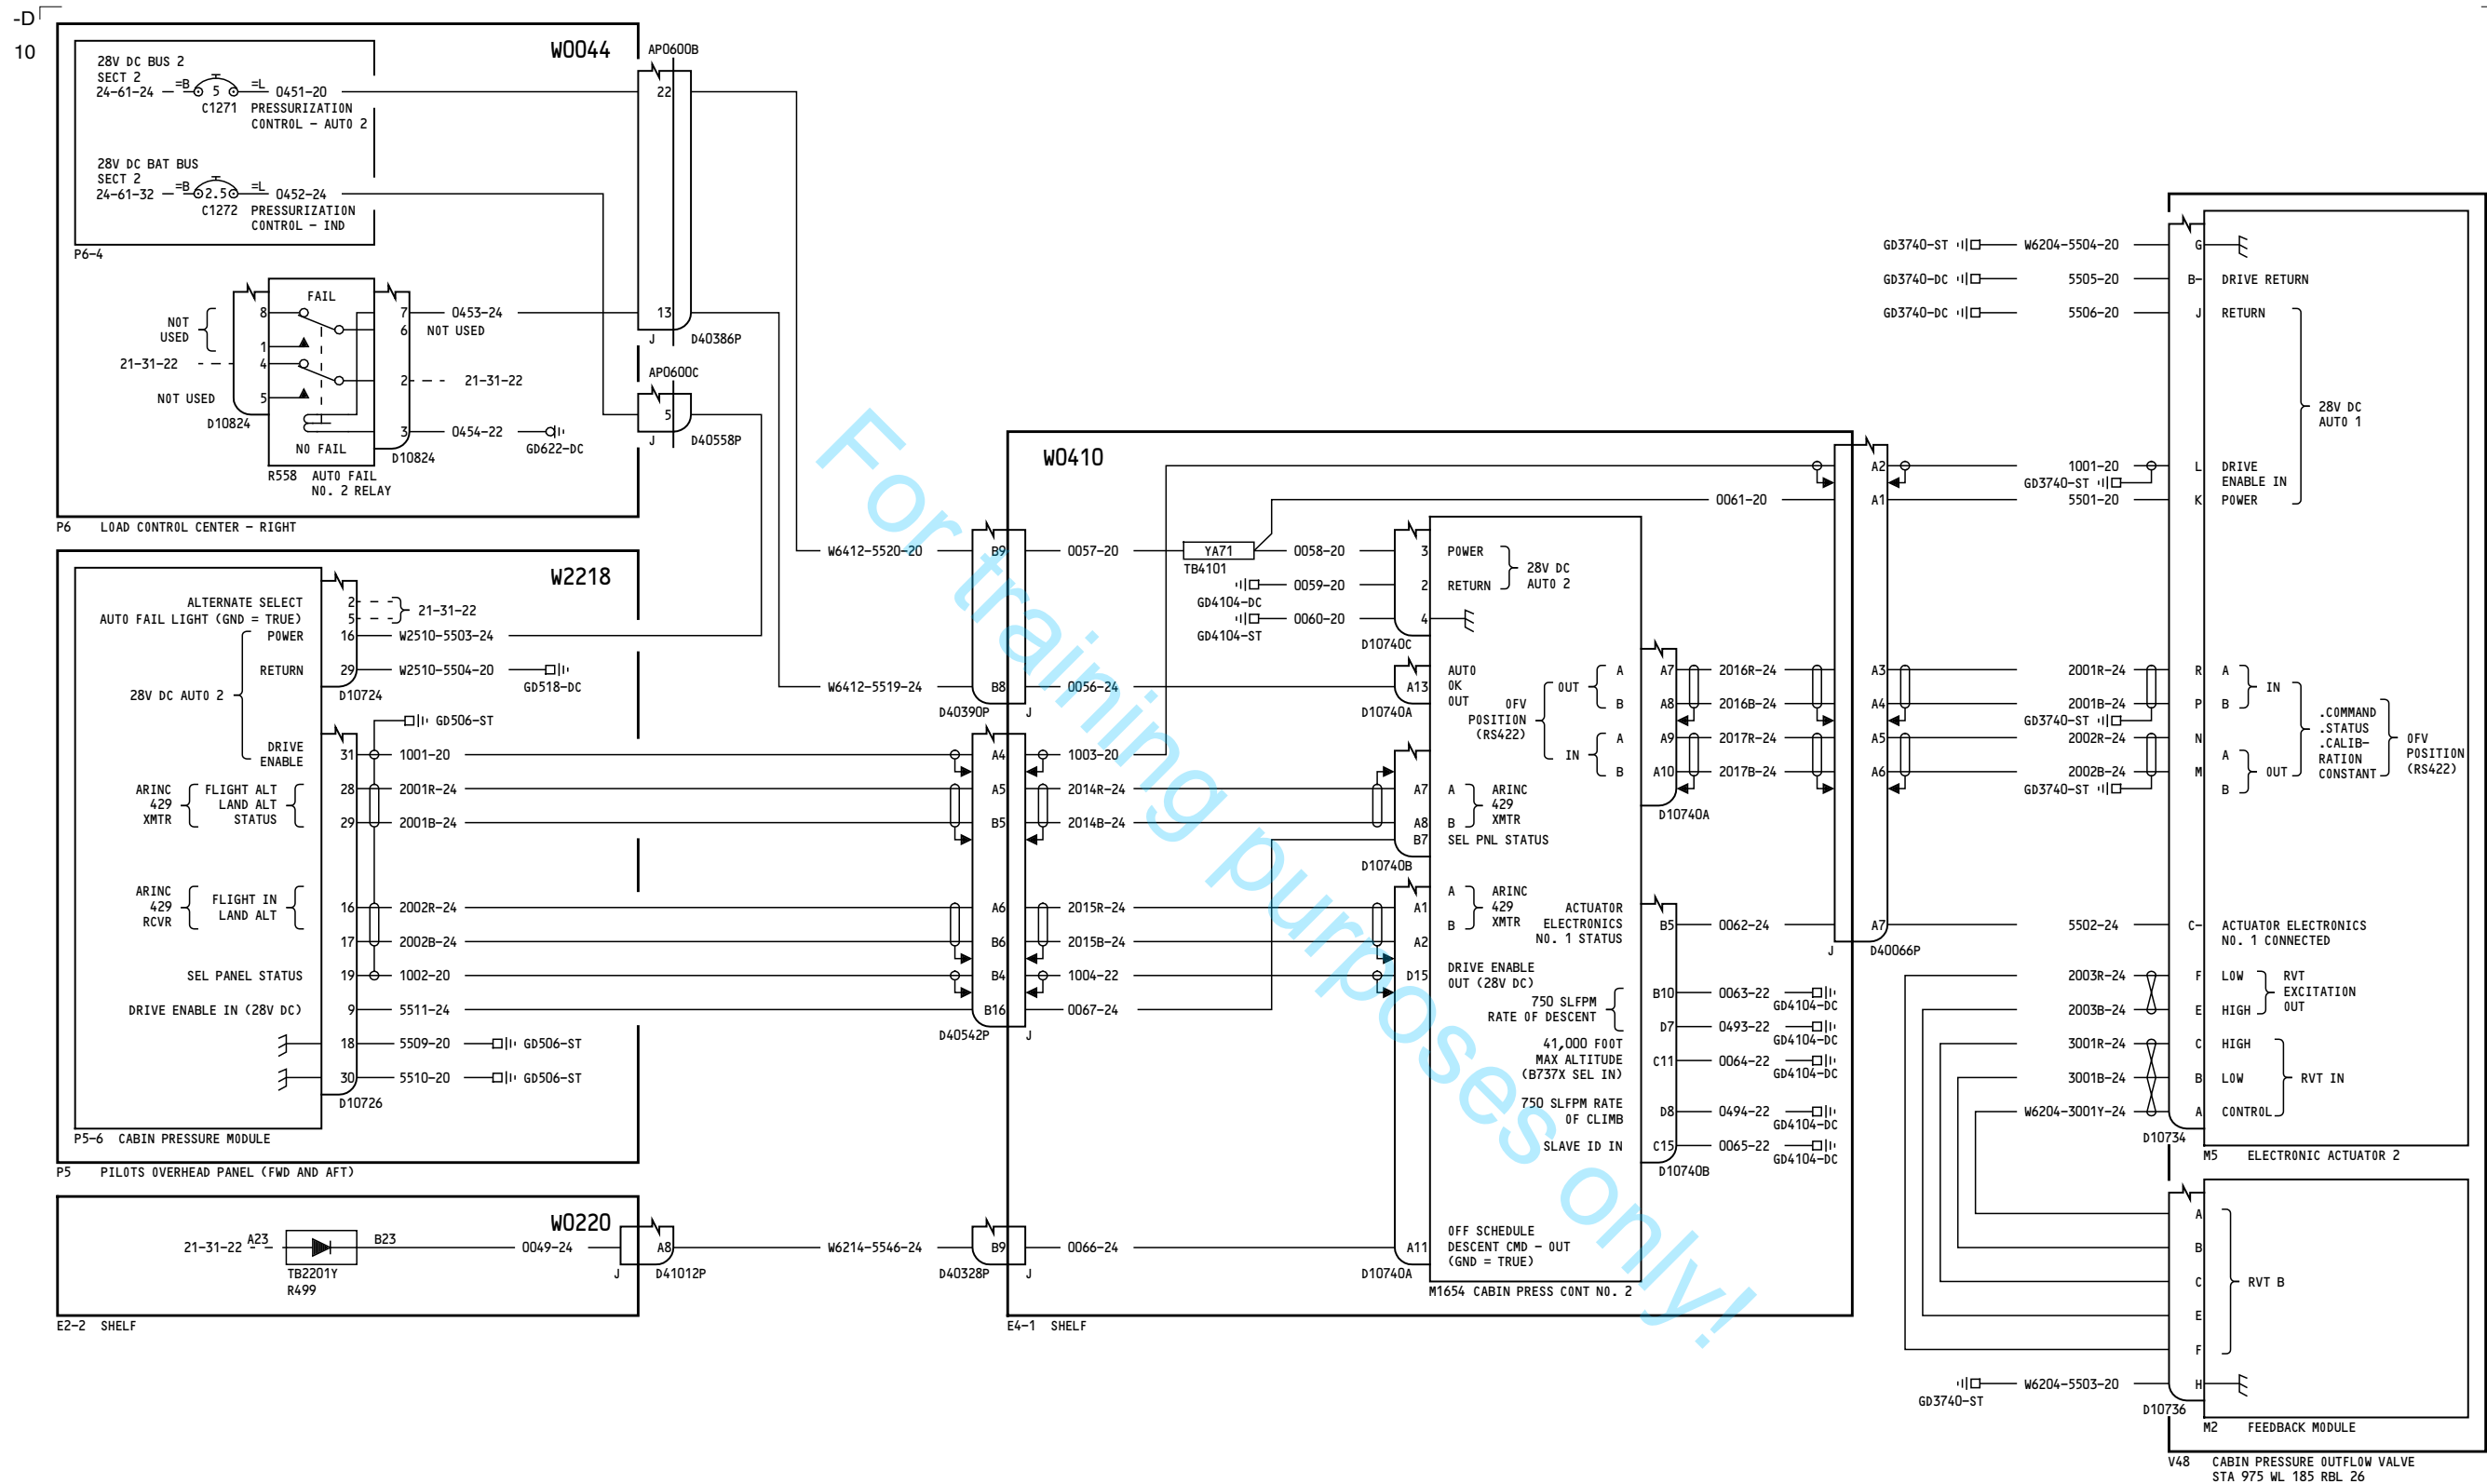 -D
10
W0044
28V DC BUS 2
SECT 2
24-61-24
=B
5
=L
0451-20
C1271
PRESSURIZATION
CONTROL - AUTO 2
28V DC BAT BUS
SECT 2
24-61-32
=B
2.5
=L
0452-24
C1272
PRESSURIZATION
CONTROL - IND
P6-4
FAIL
NOT
USED
8
1
21-31-22
4
NOT USED
5
D10824
7
0453-24
6
NOT USED
2
21-31-22
3
0454-22
GD622-DC
NO FAIL
D10824
R558 AUTO FAIL
NO. 2 RELAY
P6 LOAD CONTROL CENTER - RIGHT
AP0600B
22
13
J
D40386P
AP0600C
5
J
D40558P
W2218
ALTERNATE SELECT
2
AUTO FAIL LIGHT (GND = TRUE)
5
21-31-22
POWER
16
W2510-5503-24
RETURN
29
W2510-5504-20
GD518-DC
28V DC AUTO 2
D10724
GD506-ST
DRIVE
ENABLE
31
1001-20
ARINC
429
XMTR
FLIGHT ALT
LAND ALT
STATUS
28
2001R-24
29
2001B-24
ARINC
429
RCVR
FLIGHT IN
LAND ALT
16
2002R-24
17
2002B-24
SEL PANEL STATUS
19
1002-20
DRIVE ENABLE IN (28V DC)
9
5511-24
18
5509-20
GD506-ST
30
5510-20
GD506-ST
D10726
P5-6 CABIN PRESSURE MODULE
P5 PILOTS OVERHEAD PANEL (FWD AND AFT)
W0220
21-31-22
A23
B23
0049-24
TB2201Y
R499
J
A8
D41012P
E2-2 SHELF
W6412-5520-20
W6412-5519-24
W6214-5546-24
W0410
B9
0057-20
B8
0056-24
D40390P
J
YA71
TB4101
0061-20
0058-20
0059-20
GD4104-DC
0060-20
GD4104-ST
3
POWER
2
RETURN
28V DC
AUTO 2
4
D10740C
A13
AUTO
OK
OUT
D10740A
A4
1003-20
A5
2014R-24
B5
2014B-24
A6
2015R-24
B6
2015B-24
B4
1004-22
B16
0067-24
D40542P
J
A7
A
A8
B
ARINC
429
XMTR
B7
SEL PNL STATUS
D10740B
A1
A
A2
B
ARINC
429
XMTR
D15
DRIVE ENABLE
OUT (28V DC)
B9
0066-24
D40328P
J
A11
OFF SCHEDULE
DESCENT CMD - OUT
(GND = TRUE)
D10740A
M1654 CABIN PRESS CONT NO. 2
E4-1 SHELF
OFV
POSITION
(RS422)
OUT
A
B
IN
A
B
A7
2016R-24
A8
2016B-24
A9
2017R-24
A10
2017B-24
D10740A
ACTUATOR
ELECTRONICS
NO. 1 STATUS
B5
0062-24
750 SLFPM
RATE OF DESCENT
B10
0063-22
GD4104-DC
D7
0493-22
GD4104-DC
41,000 FOOT
MAX ALTITUDE
(B737X SEL IN)
C11
0064-22
GD4104-DC
750 SLFPM RATE
OF CLIMB
D8
0494-22
GD4104-DC
SLAVE ID IN
C15
0065-22
GD4104-DC
D10740B
A2
A1
A3
A4
A5
A6
A7
J
D40066P
GD3740-ST
W6204-5504-20
G
GD3740-DC
5505-20
B-
DRIVE RETURN
GD3740-DC
5506-20
J
RETURN
28V DC
AUTO 1
1001-20
GD3740-ST
L
DRIVE
ENABLE IN
5501-20
K
POWER
2001R-24
R
A
2001B-24
P
B
IN
GD3740-ST
2002R-24
N
A
2002B-24
M
B
OUT
GD3740-ST
.COMMAND
.STATUS
.CALIB-
RATION
CONSTANT
OFV
POSITION
(RS422)
5502-24
C-
ACTUATOR ELECTRONICS
NO. 1 CONNECTED
2003R-24
F
LOW
2003B-24
E
HIGH
RVT
EXCITATION
OUT
3001R-24
C
HIGH
3001B-24
B
LOW
W6204-3001Y-24
A
CONTROL
RVT IN
D10734
M5 ELECTRONIC ACTUATOR 2
A
B
C
E
F
RVT B
GD3740-ST
W6204-5503-20
H
D10736
M2 FEEDBACK MODULE
V48 CABIN PRESSURE OUTFLOW VALVE
STA 975 WL 185 RBL 26
For training purposes only!